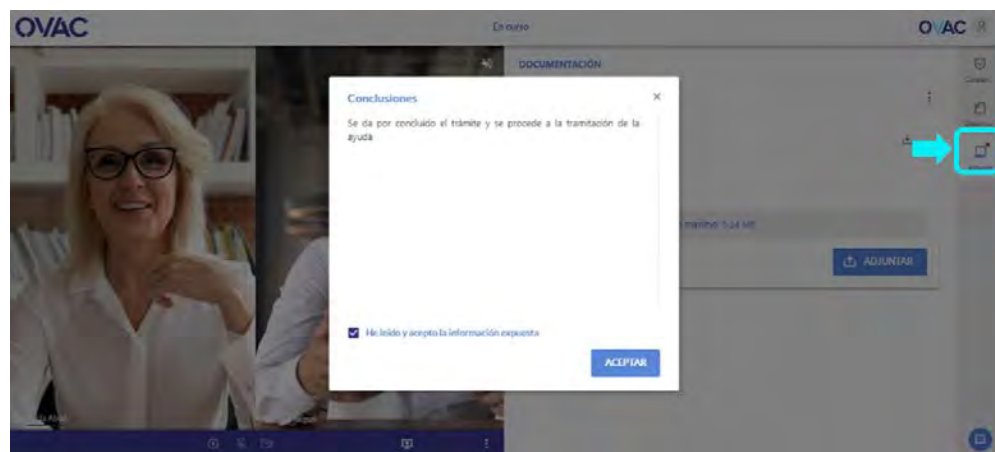 OVAC
En curso
OVAC
DOCUMENTACIÓN
Conclusiones
Se da por concluido el trámite y se procede a la tramitación de la
ayuda
ADJUNTAR
He leído y acepto la información expuesta
ACEPTAR